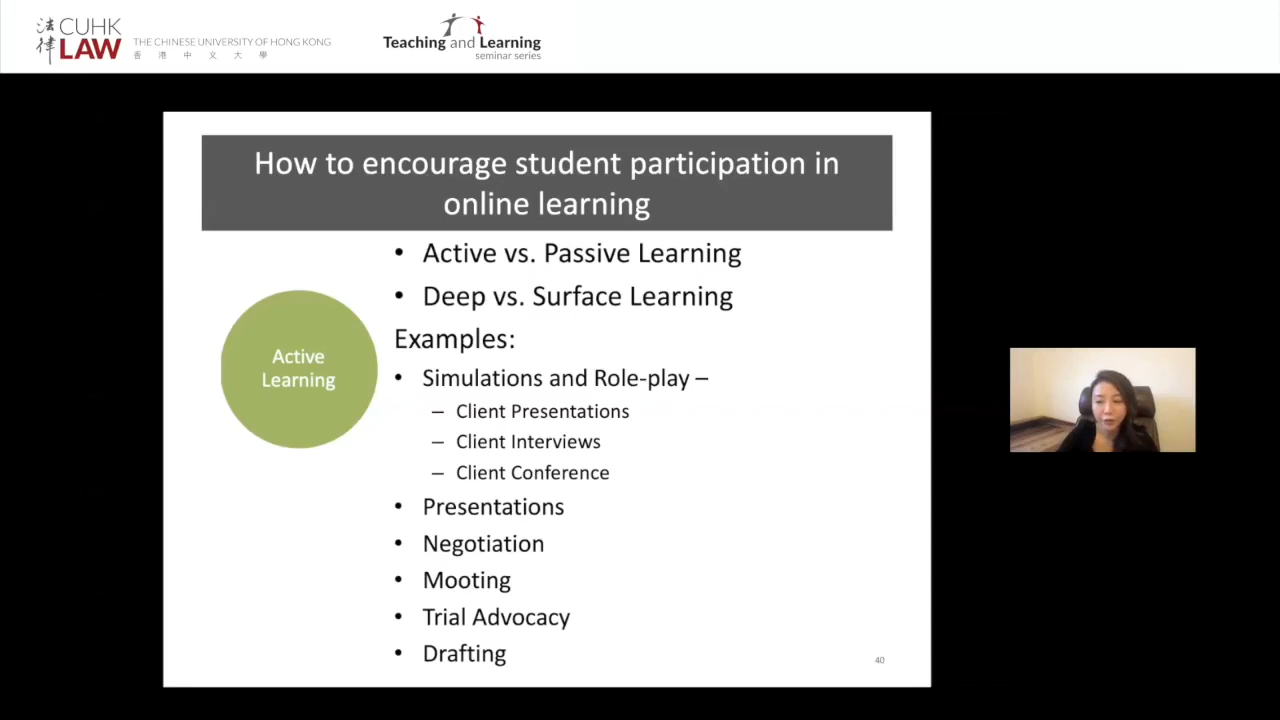 法律
CUHK
LAW
THE CHINESE UNIVERSITY OF HONG KONG
香港中文大學
Teaching and Learning
seminar series
How to encourage student participation in
online learning
Active
Learning
• Active vs. Passive Learning
• Deep vs. Surface Learning
Examples:
• Simulations and Role-play –
– Client Presentations
– Client Interviews
– Client Conference
• Presentations
• Negotiation
• Mooting
• Trial Advocacy
• Drafting
40